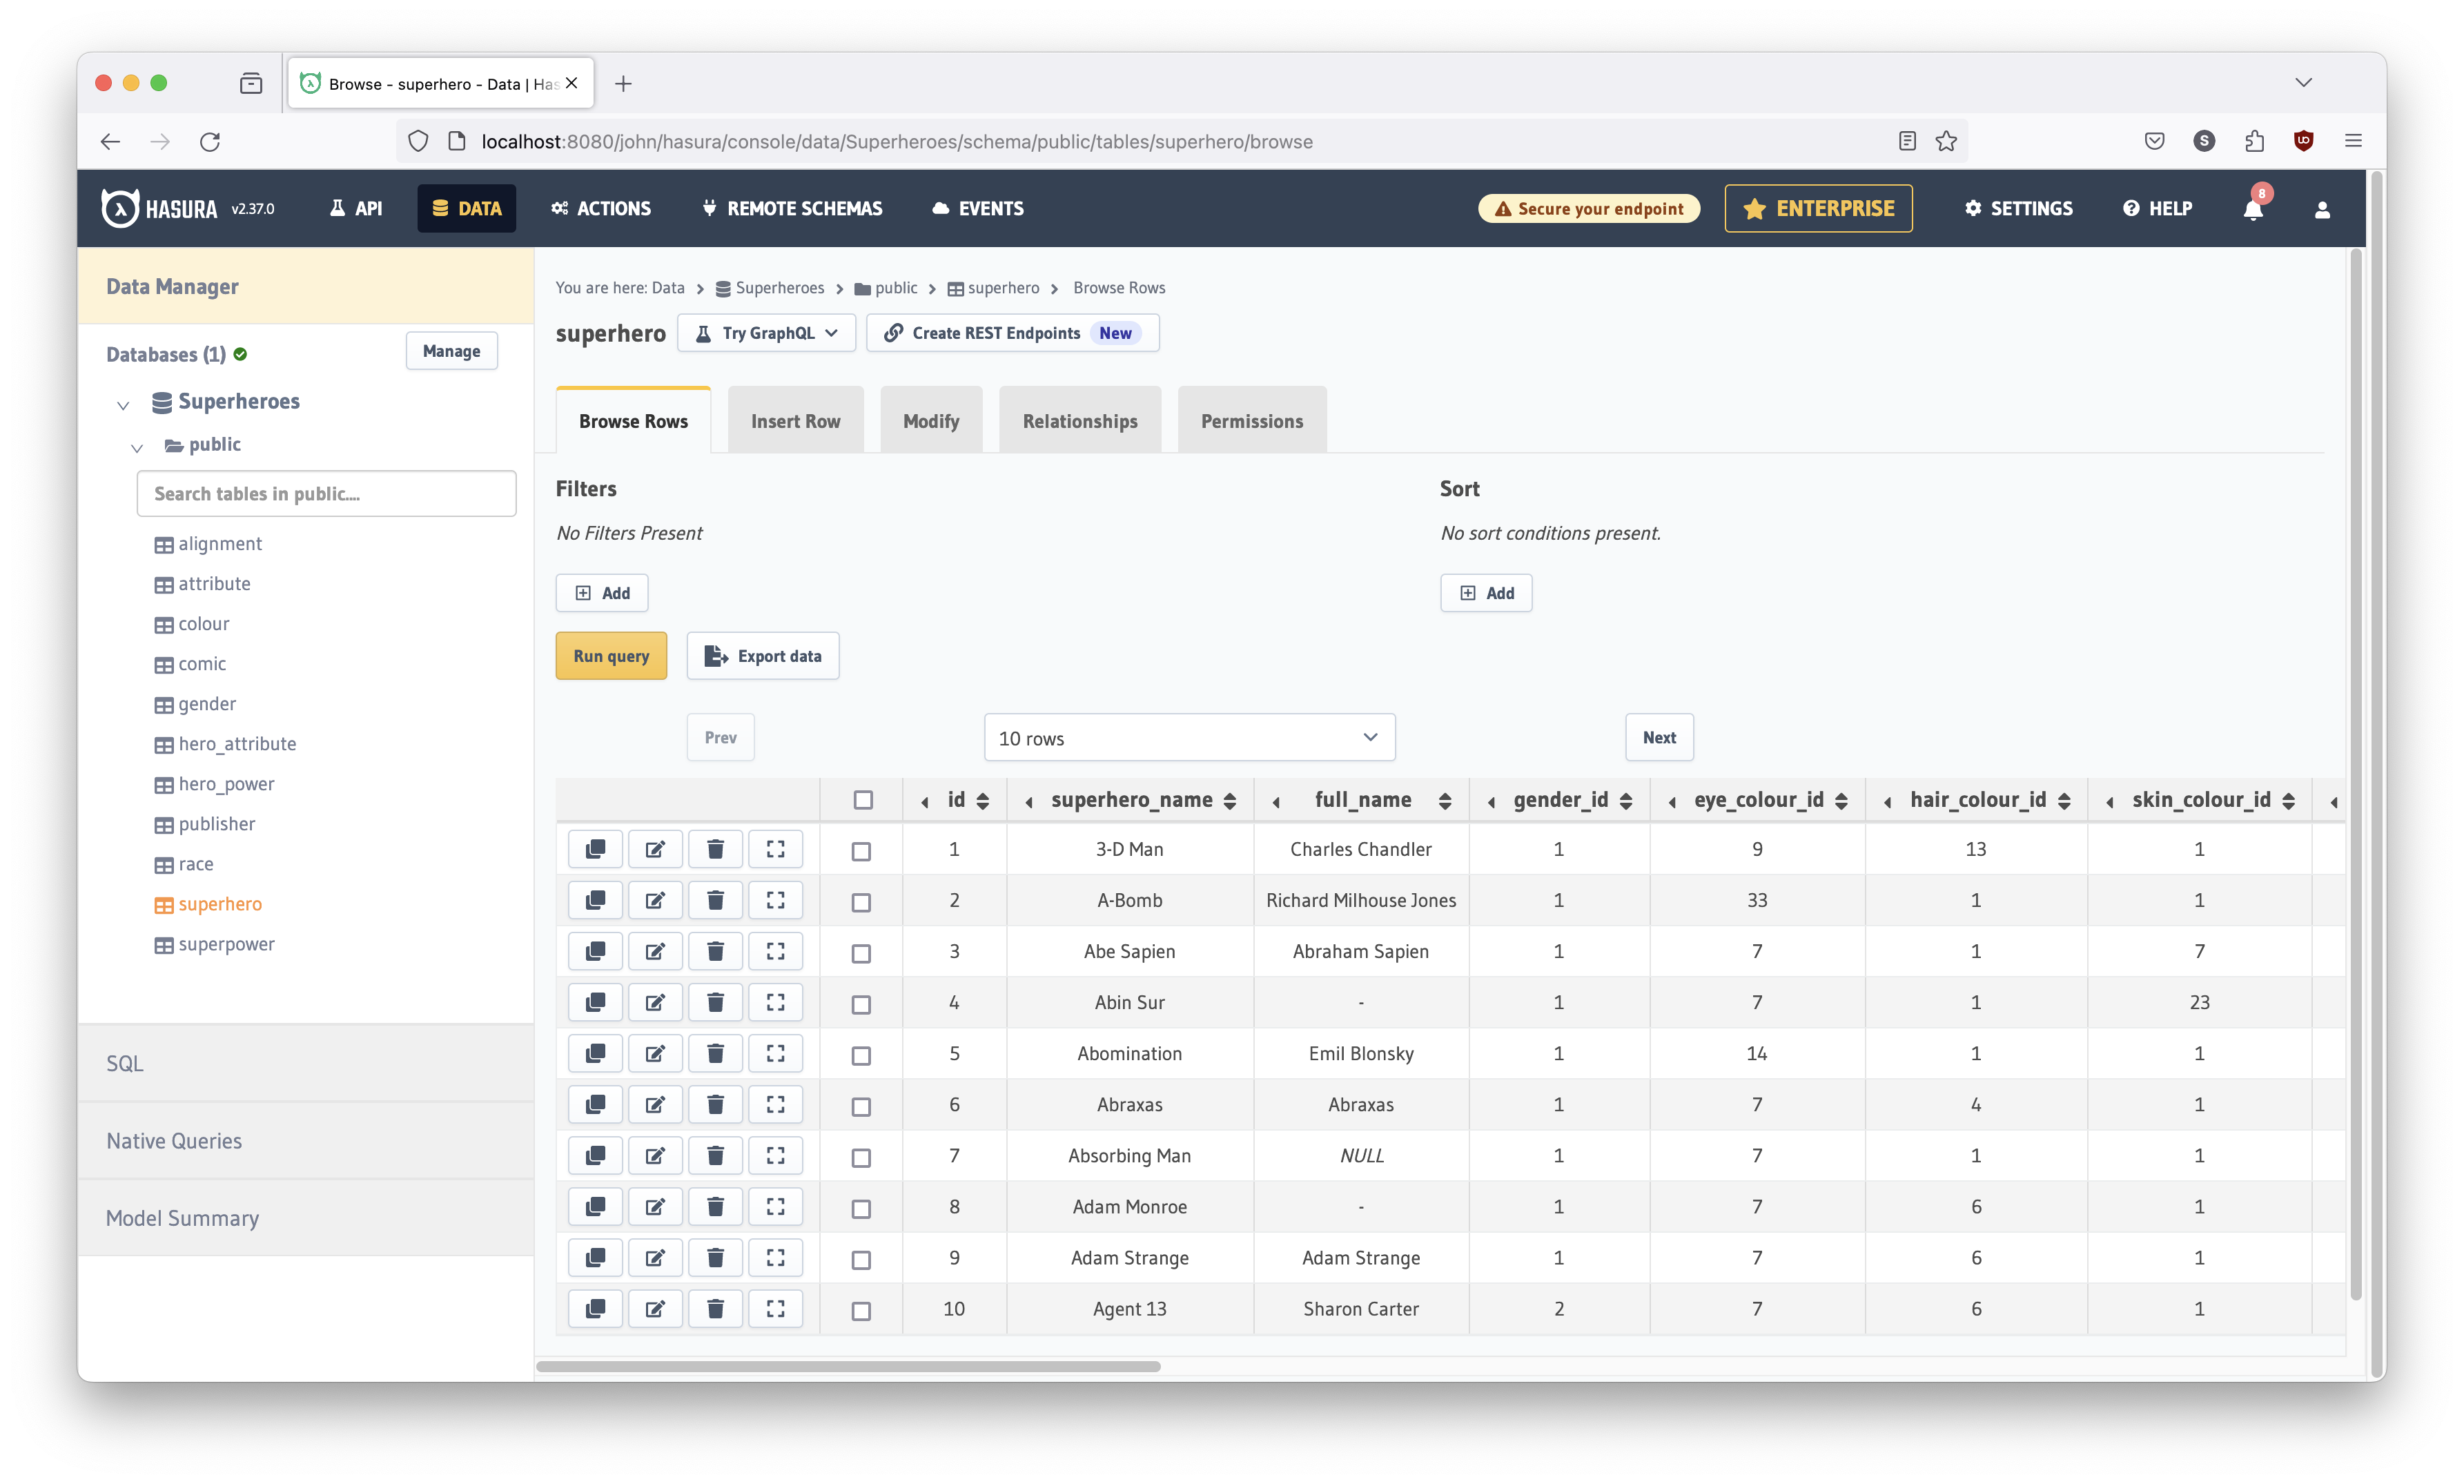 Browse - superhero - Data | Has
localhost:8080/john/hasura/console/data/Superheroes/schema/public/tables/superhero/browse
S
HASURA v2.37.0 API DATA ACTIONS REMOTE SCHEMAS EVENTS Secure your endpoint ENTERPRISE SETTINGS HELP 8
Data Manager
Databases (1) Manage
Superheroes
public
Search tables in public....
alignment
attribute
colour
comic
gender
hero_attribute
hero_power
publisher
race
superhero
superpower
SQL
Native Queries
Model Summary
You are here: Data > Superheroes > public > superhero > Browse Rows
superhero Try GraphQL Create REST Endpoints New
Browse Rows Insert Row Modify Relationships Permissions
Filters Sort
No Filters Present No sort conditions present.
Add Add
Run query Export data
Prev 10 rows Next
id superhero_name full_name gender_id eye_colour_id hair_colour_id skin_colour_id
1 3-D Man Charles Chandler 1 9 13 1
2 A-Bomb Richard Milhouse Jones 1 33 1 1
3 Abe Sapien Abraham Sapien 1 7 1 7
4 Abin Sur - 1 7 1 23
5 Abomination Emil Blonsky 1 14 1 1
6 Abraxas Abraxas 1 7 4 1
7 Absorbing Man NULL 1 7 1 1
8 Adam Monroe - 1 7 6 1
9 Adam Strange Adam Strange 1 7 6 1
10 Agent 13 Sharon Carter 2 7 6 1